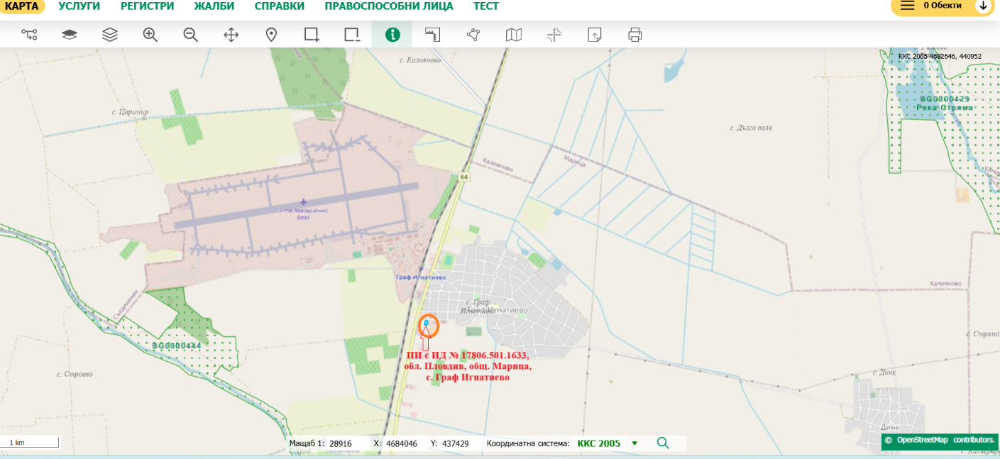 КАРТА УСЛУГИ РЕГИСТРИ ЖАЛБИ СПРАВКИ ПРАВОСПОСОБНИ ЛИЦА ТЕСТ
0 Обекти
ККС 2005 4682646, 440952
с. Калояново
с. Царимир
BG0000429
Река Стряма
с. Дълго поле
Калояново
Марица
64
3-та Авиационна
база
Граф Игнатиево
Калояново
Съединение
с. Граф
Игнатиево
Граф Игнатиево
с. Стряма
BG0000444
ПИ с ИД № 17806.501.1633,
обл. Пловдив, общ. Марица,
с. Граф Игнатиево
с. Строево
с. Динк
Динк
1 km
Мащаб 1: 28916 X: 4684046 Y: 437429 Координатна система: ККС 2005
© OpenStreetMap contributors.